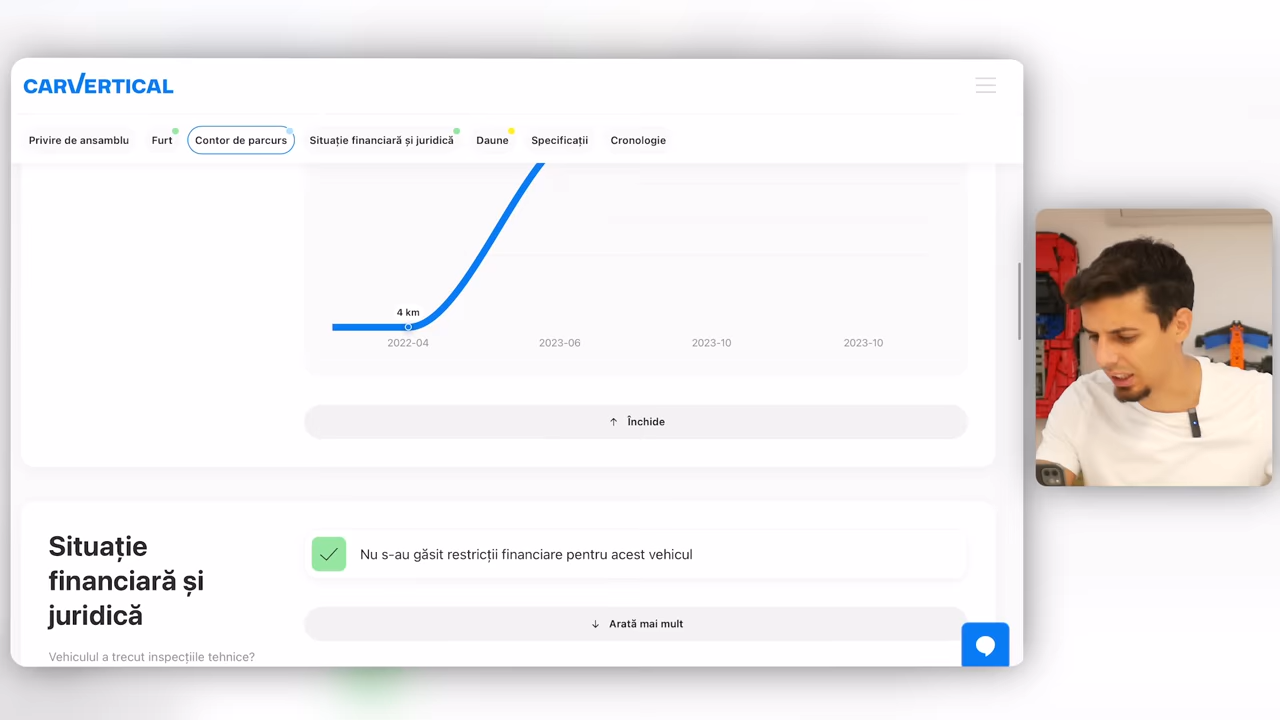 CARVERTICAL
Privire de ansamblu
Furt
Contor de parcurs
Situație financiară și juridică
Daune
Specificații
Cronologie
4 km
2022-04
2023-06
2023-10
2023-10
↑ Închide
Situație
financiară și
juridică
Nu s-au găsit restricții financiare pentru acest vehicul
↓ Arată mai mult
Vehiculul a trecut inspecțiile tehnice?